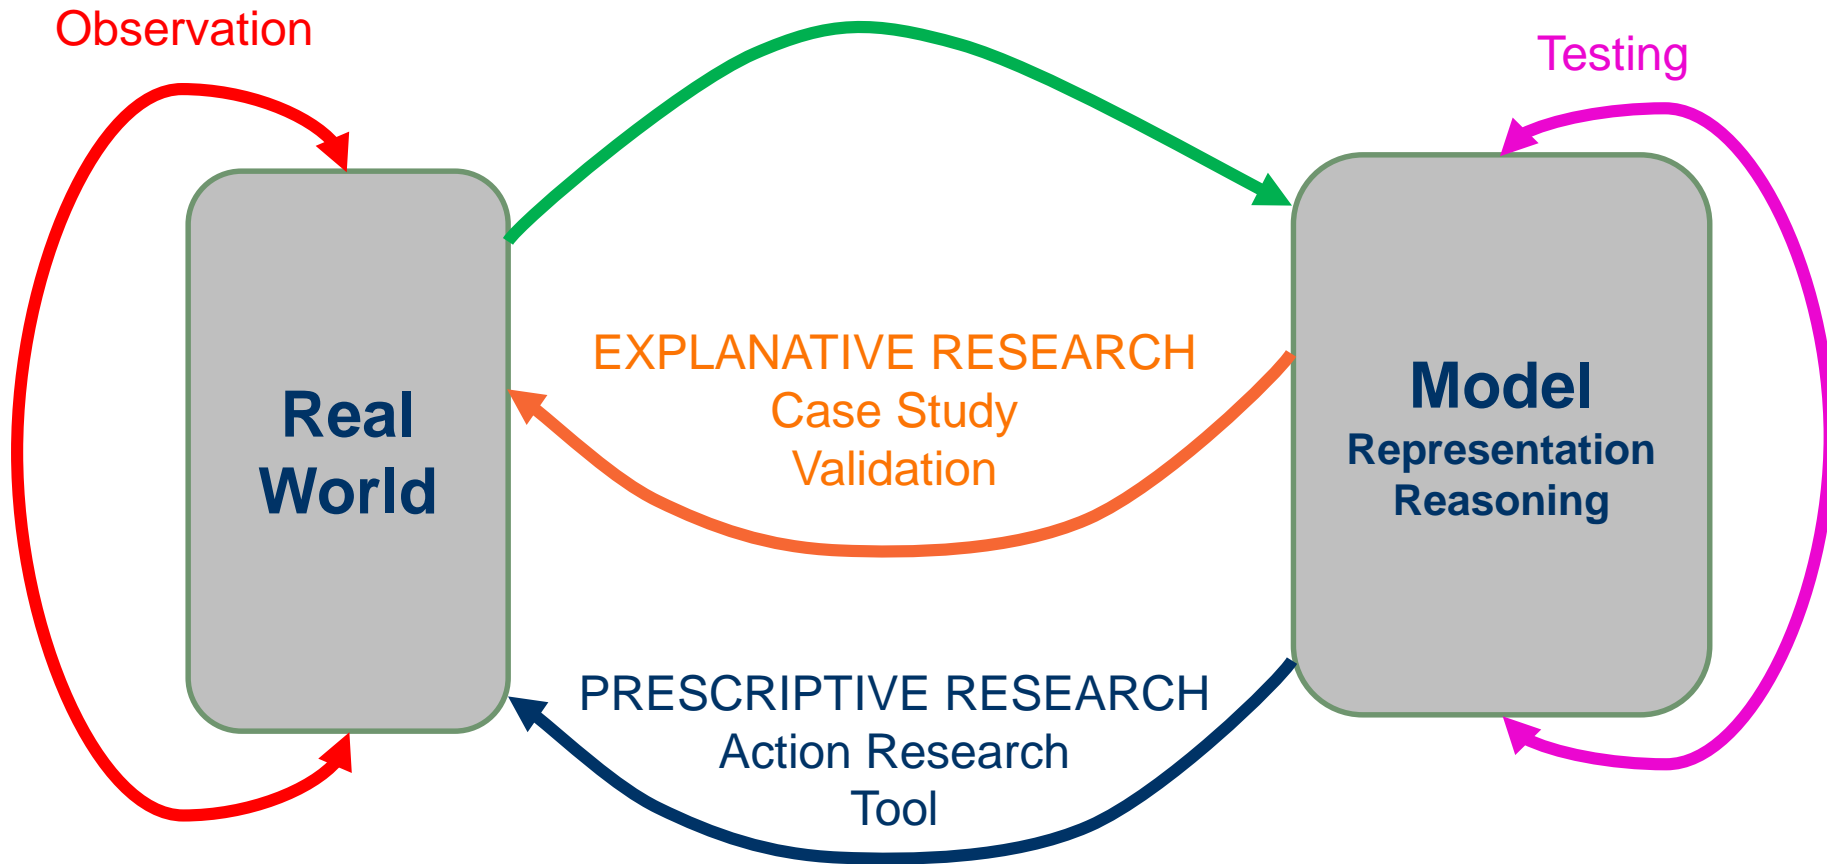 Observation
Testing
EXPLANATIVE RESEARCH
Case Study
Validation
Real
World
Model
Representation
Reasoning
PRESCRIPTIVE RESEARCH
Action Research
Tool